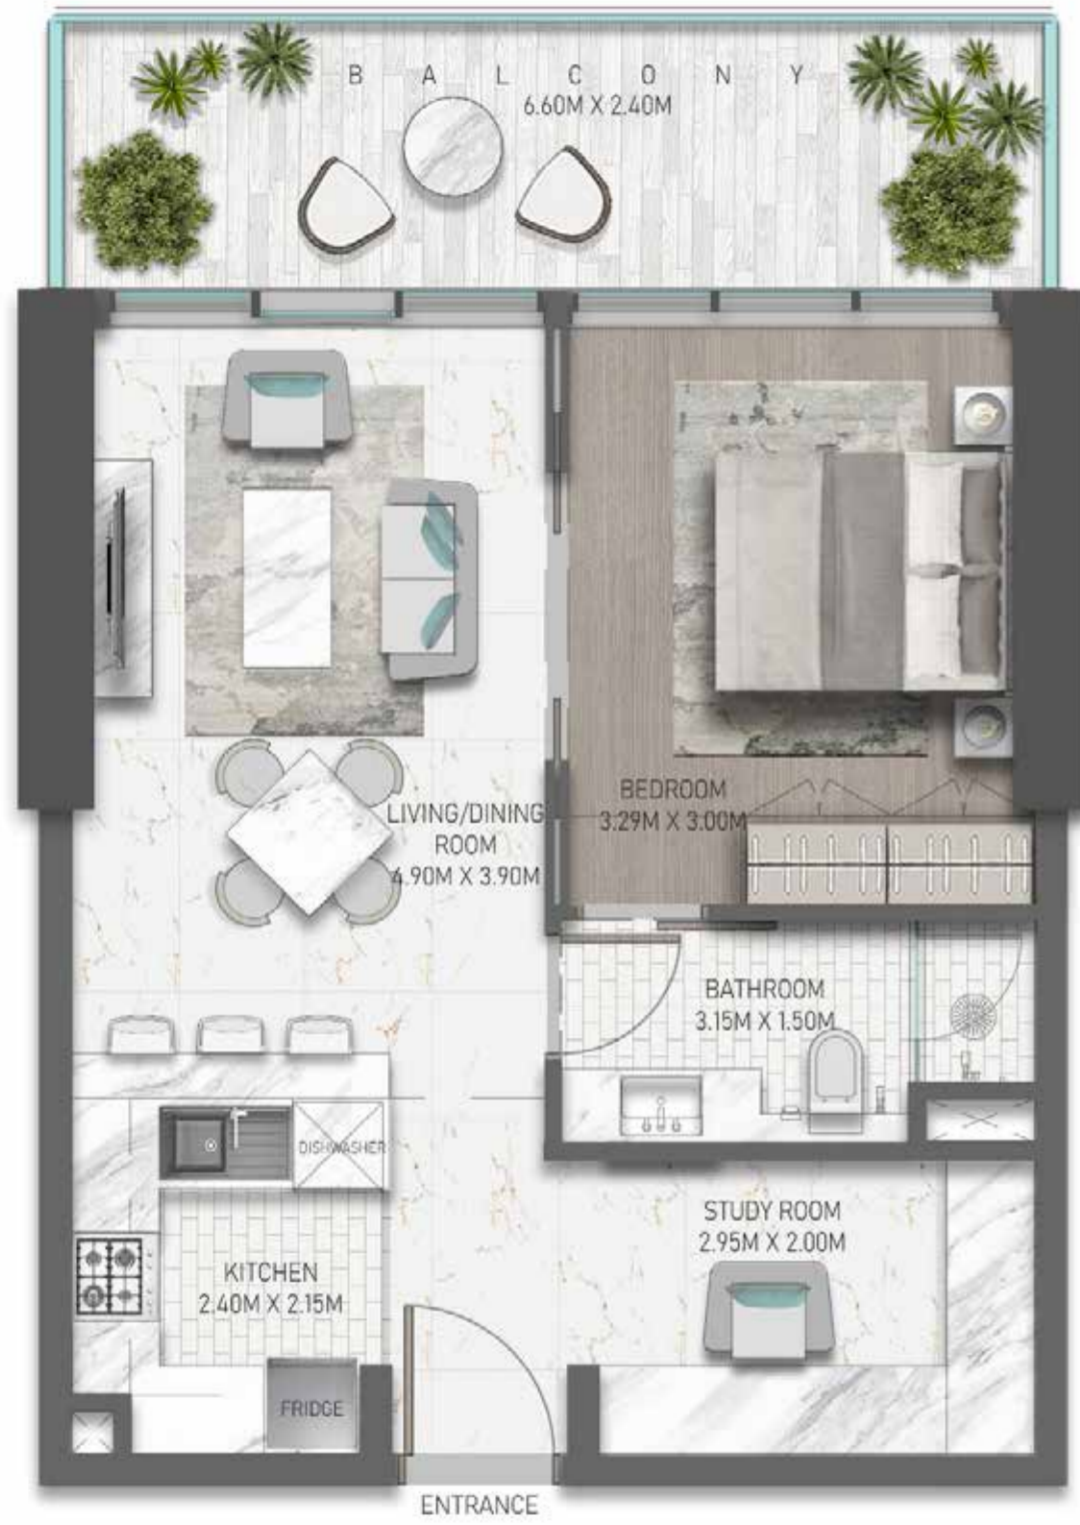 BALCONY
6.60M X 2.40M
LIVING/DINING
ROOM
4.90M X 3.90M
BEDROOM
3.29M X 3.00M
BATHROOM
3.15M X 1.50M
DISHWASHER
STUDY ROOM
2.95M X 2.00M
KITCHEN
2.40M X 2.15M
FRIDGE
ENTRANCE